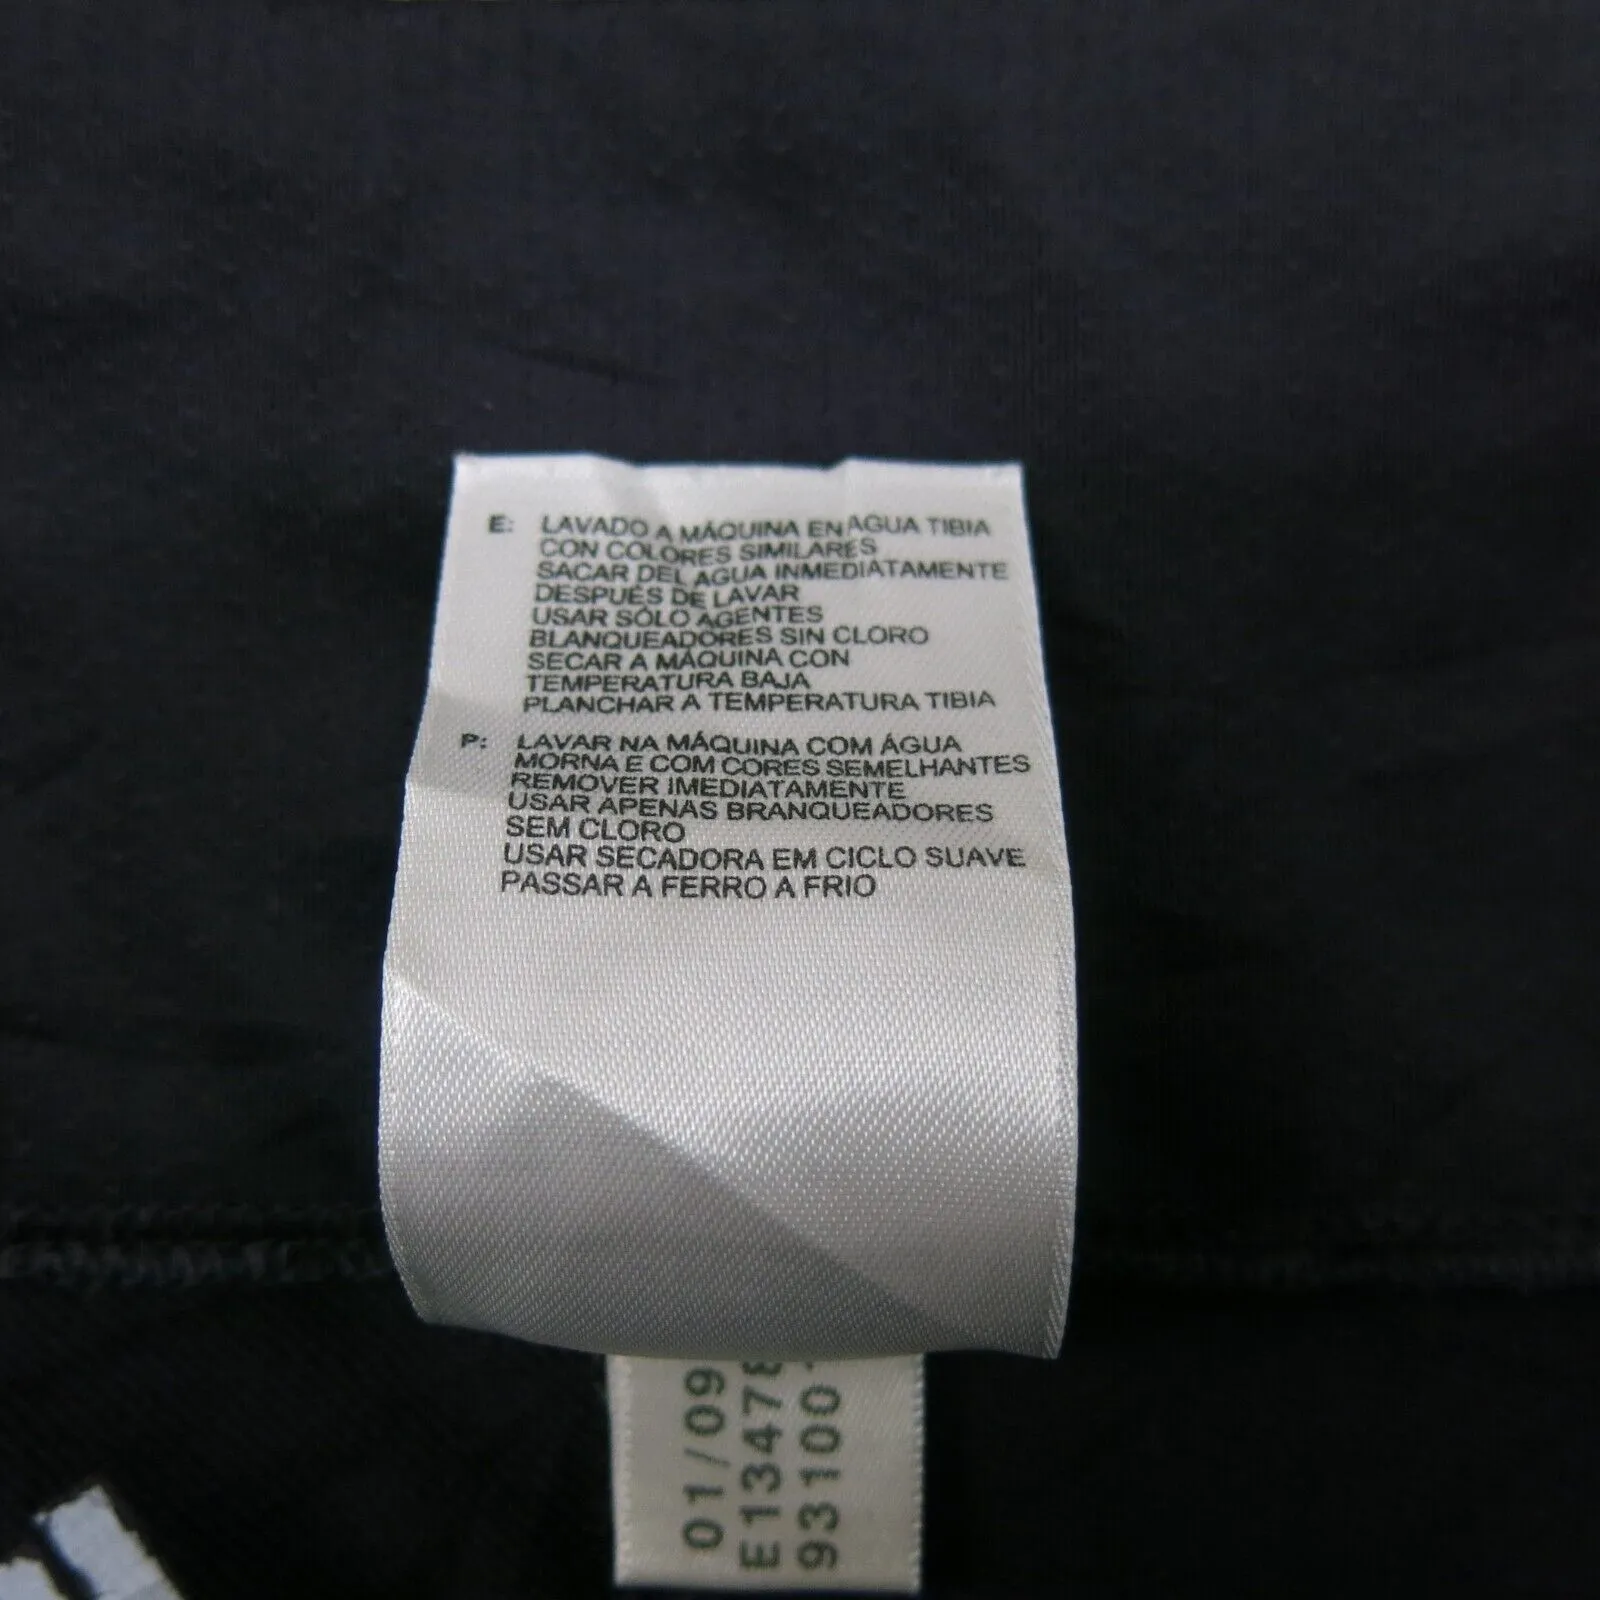 E: LAVADO A MÁQUINA EN AGUA TIBIA
CON COLORES SIMILARES
SACAR DEL AGUA INMEDIATAMENTE
DESPUÉS DE LAVAR
USAR SÓLO AGENTES
BLANQUEADORES SIN CLORO
SECAR A MÁQUINA CON
TEMPERATURA BAJA
PLANCHAR A TEMPERATURA TIBIA
P: LAVAR NA MÁQUINA COM ÁGUA
MORNA E COM CORES SEMELHANTES
REMOVER IMEDIATAMENTE
USAR APENAS BRANQUEADORES
SEM CLORO
USAR SECADORA EM CICLO SUAVE
PASSAR A FERRO A FRIO
01/09
E13478
93100